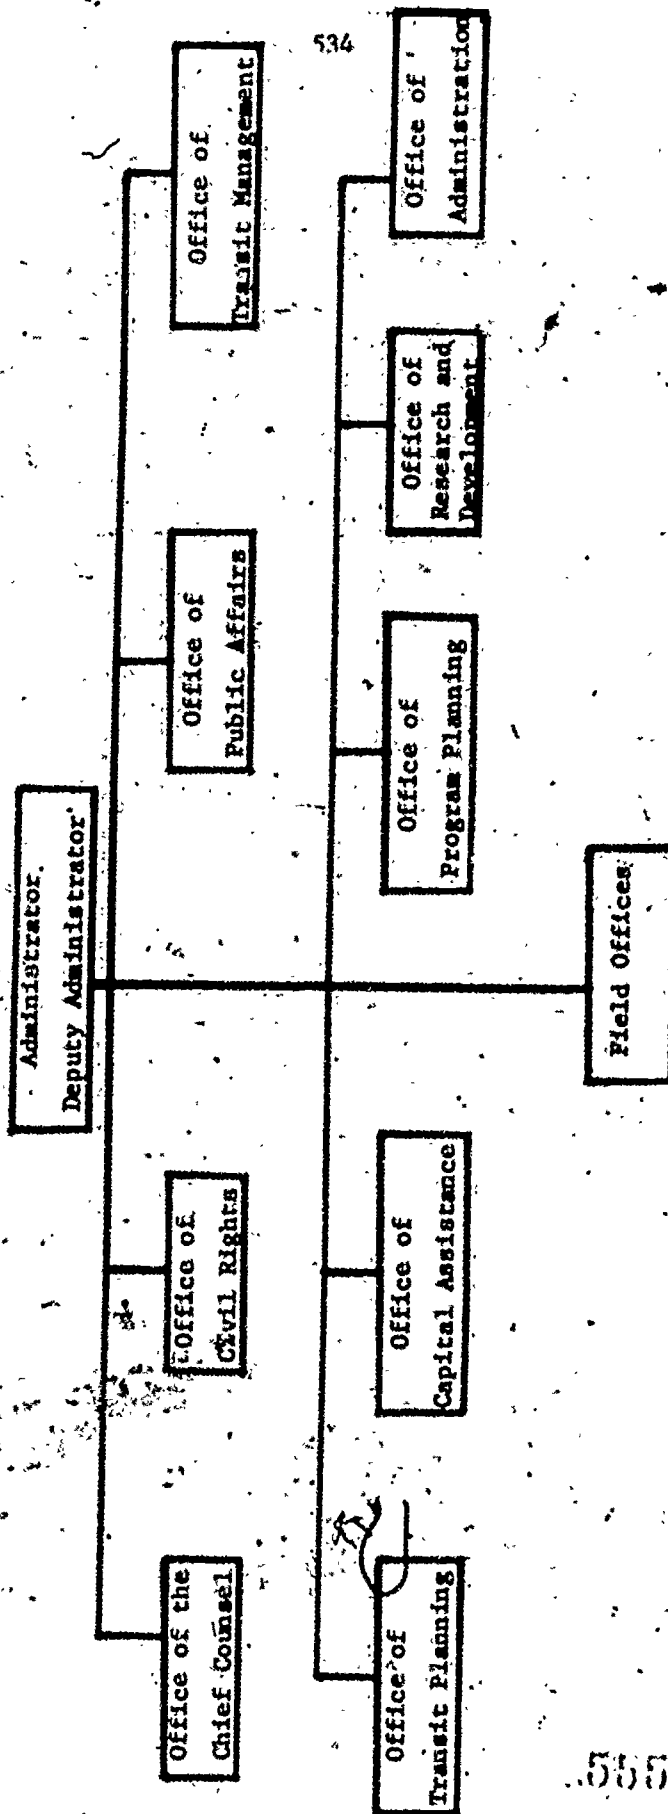 534
Administrator
Deputy Administrator
Office of the
Chief Counsel
Office of
Civil Rights
Office of
Public Affairs
Office of
Transit Management
Office of
Transit Planning
Office of
Capital Assistance
Office of
Program Planning
Office of
Research and
Development
Office of
Administration
Field Offices
555